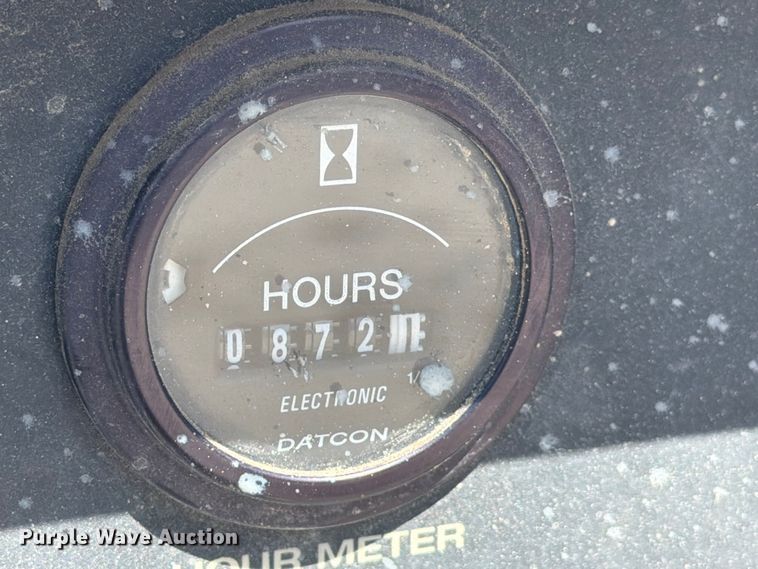 HOURS
0872
ELECTRONIC
DATCON
HOUR METER
Purple Wave Auction